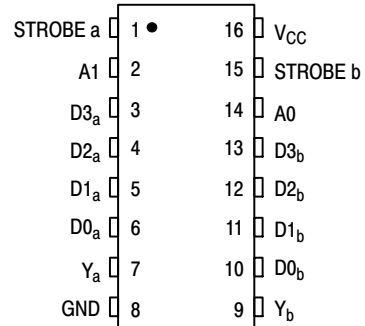 STROBE a 1 16 VCC
A1 2 15 STROBE b
D3a 3 14 A0
D2a 4 13 D3b
D1a 5 12 D2b
D0a 6 11 D1b
Ya 7 10 D0b
GND 8 9 Yb